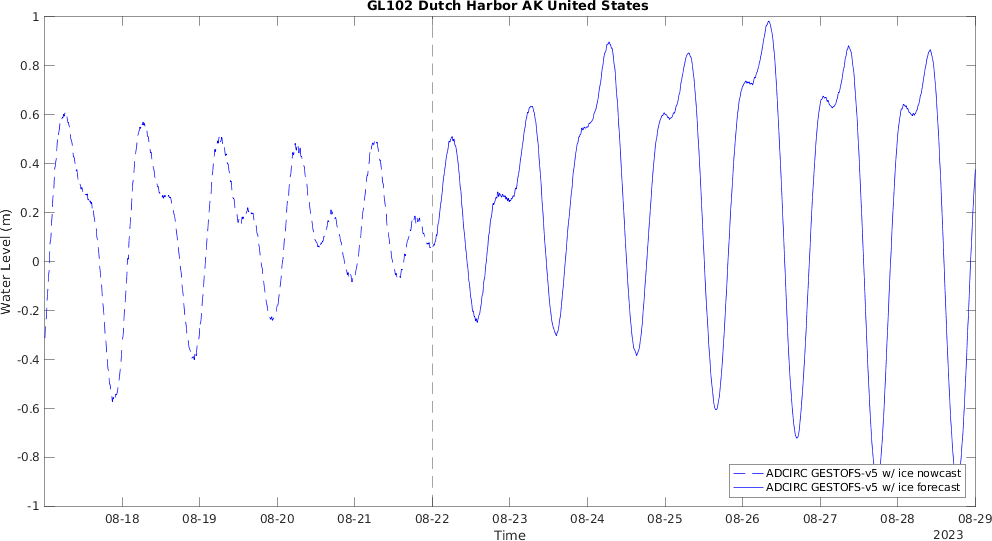 GL102 Dutch Harbor AK United States
1
0.8
0.6
0.4
0.2
0
-0.2
-0.4
-0.6
-0.8
-1
Water Level (m)
ADCIRC GESTOFS-v5 w/ ice nowcast
ADCIRC GESTOFS-v5 w/ ice forecast
08-18 08-19 08-20 08-21 08-22 08-23 08-24 08-25 08-26 08-27 08-28 08-29
Time
2023